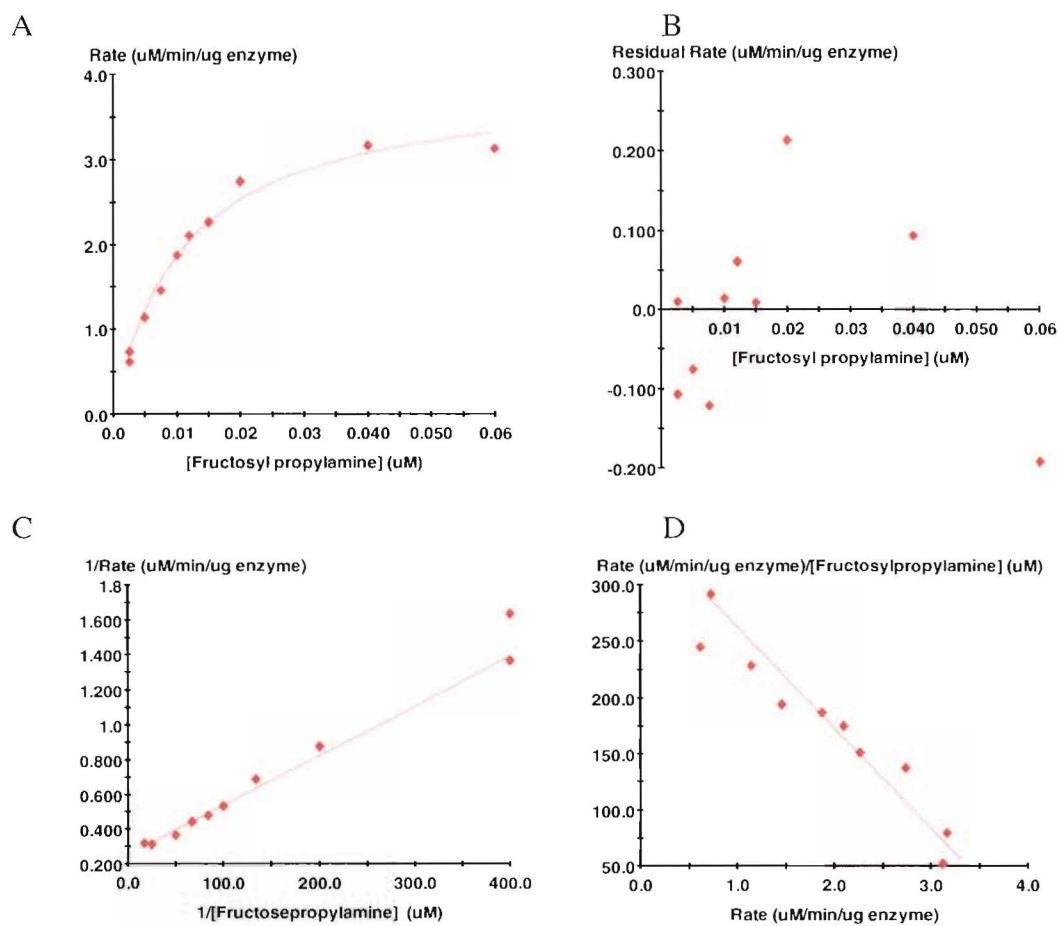 A
Rate (uM/min/ug enzyme)
4.0
3.0
2.0
1.0
0.0
0.0 0.01 0.02 0.030 0.040 0.050 0.06
[Fructosyl propylamine] (uM)
B
Residual Rate (uM/min/ug enzyme)
0.300
0.200
0.100
0.0
-0.100
-0.200
0.01 0.02 0.030 0.040 0.050 0.06
[Fructosyl propylamine] (uM)
C
1/Rate (uM/min/ug enzyme)
1.8
1.600
1.400
1.200
1.0
0.800
0.600
0.400
0.200
0.0 100.0 200.0 300.0 400.0
1/[Fructosepropylamine] (uM)
D
Rate (uM/min/ug enzyme)/[Fructosylpropylamine] (uM)
300.0
250.0
200.0
150.0
100.0
50.0
0.0 1.0 2.0 3.0 4.0
Rate (uM/min/ug enzyme)